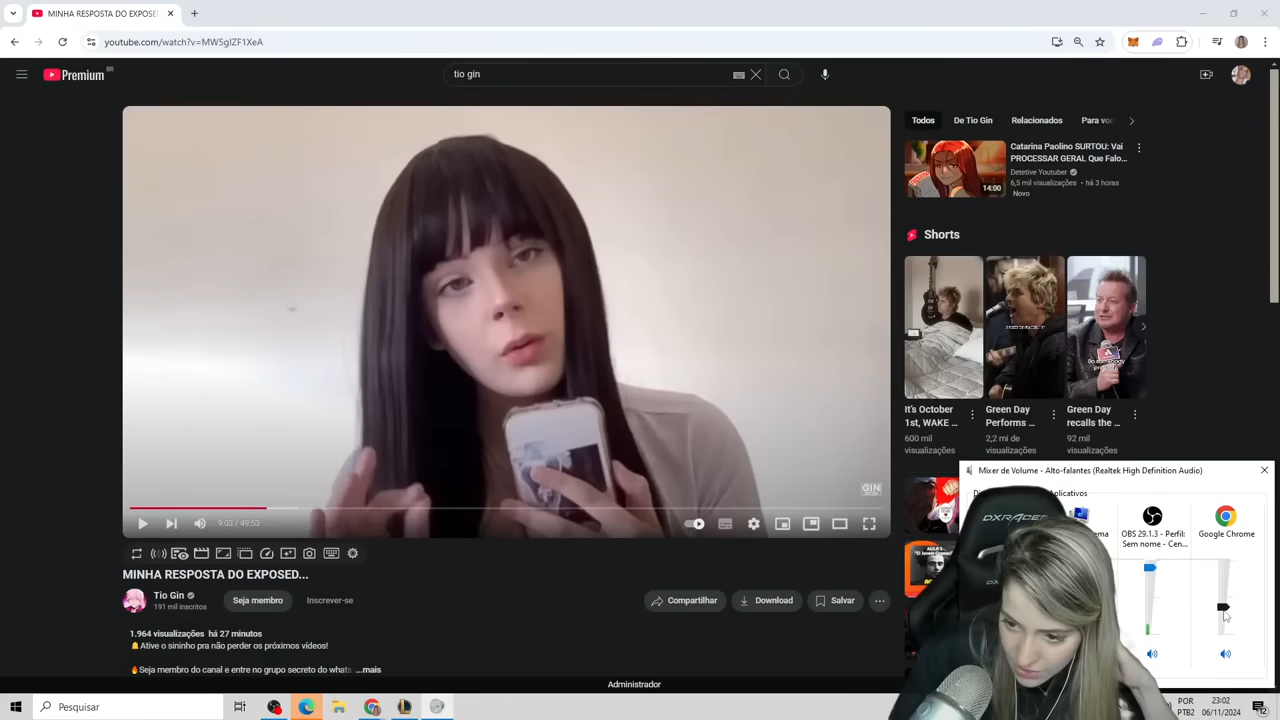 MINHA RESPOSTA DO EXPOSED
youtube.com/watch?v=MW5glZF1XeA
Premium BR
tio gin
Todos
De Tio Gin
Relacionados
Para voc
Catarina Paolino SURTOU: Vai
PROCESSAR GERAL Que Falo...
Detetive Youtuber
6,5 mil visualizações • há 3 horas
Novo
14:00
Shorts
It's October
1st, WAKE ...
600 mil
visualizações
Green Day
Performs ...
2,2 mi de
visualizações
Green Day
recalls the ...
92 mil
visualizações
GIN
9:03 / 49:53
MINHA RESPOSTA DO EXPOSED...
Tio Gin
191 mil inscritos
Seja membro
Inscrever-se
Compartilhar
Download
Salvar
1.964 visualizações há 27 minutos
Ative o sininho pra não perder os próximos vídeos!
Seja membro do canal e entre no grupo secreto do whats
...mais
Administrador
Mixer de Volume - Alto-falantes (Realtek High Definition Audio)
Aplicativos
OBS 29.1.3 - Perfil:
Sem nome - Cen...
Google Chrome
DXRACER
Pesquisar
POR
PTB2
23:02
06/11/2024
12